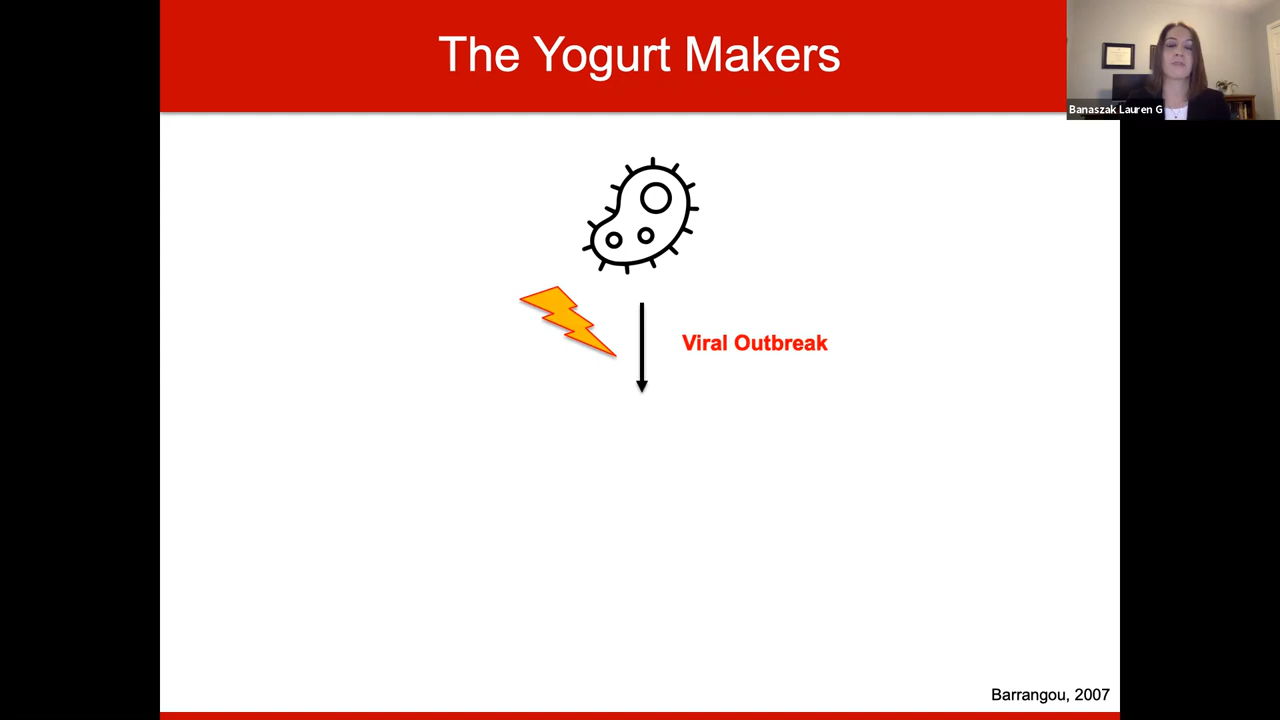 The Yogurt Makers
Banaszak Lauren G
Viral Outbreak
Barrangou, 2007